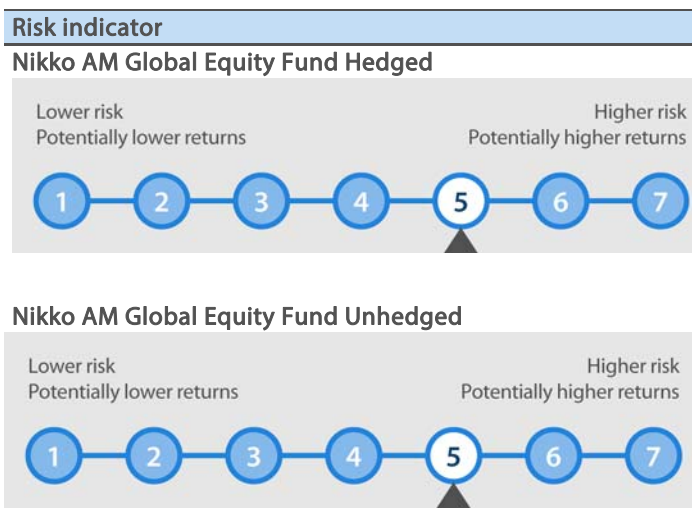 Risk indicator
Nikko AM Global Equity Fund Hedged
Lower risk Higher risk
Potentially lower returns Potentially higher returns
1 2 3 4 5 6 7
Nikko AM Global Equity Fund Unhedged
Lower risk Higher risk
Potentially lower returns Potentially higher returns
1 2 3 4 5 6 7